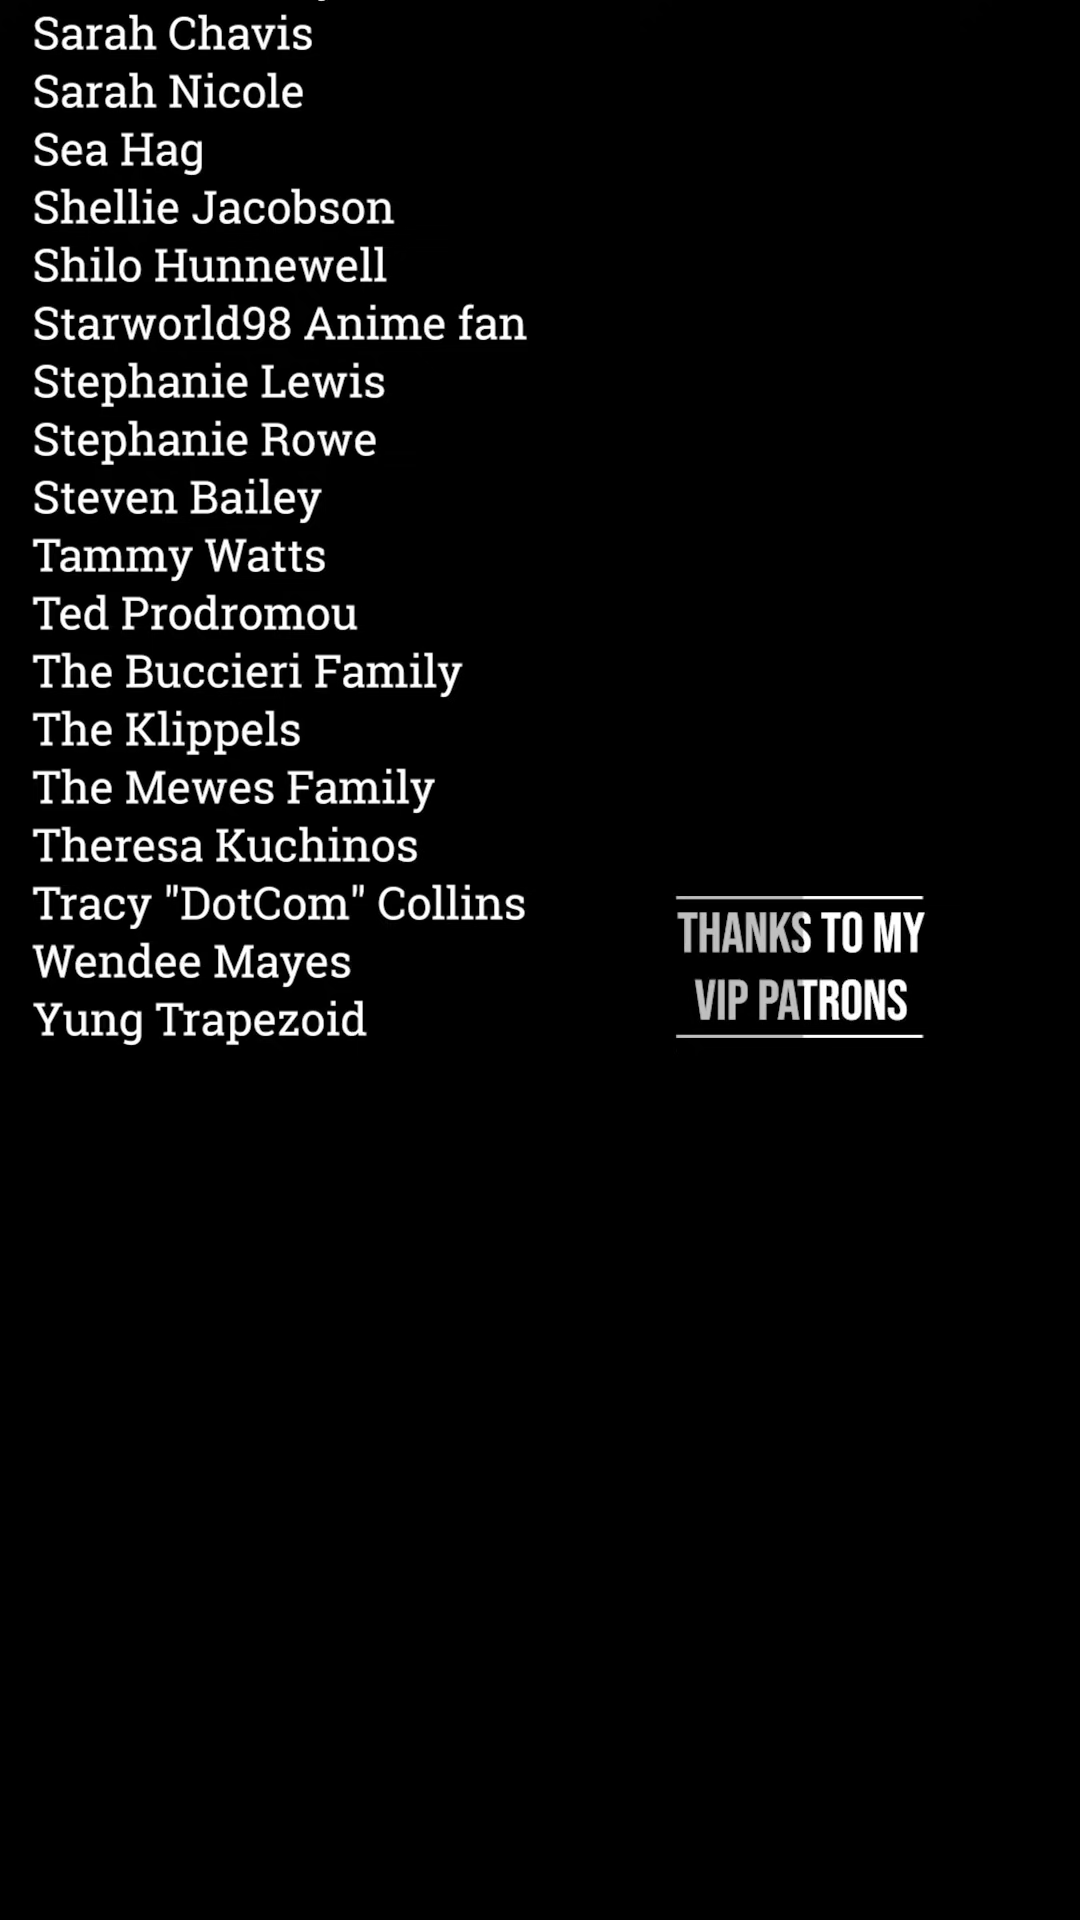 Sarah Chavis
Sarah Nicole
Sea Hag
Shellie Jacobson
Shilo Hunnewell
Starworld98 Anime fan
Stephanie Lewis
Stephanie Rowe
Steven Bailey
Tammy Watts
Ted Prodromou
The Buccieri Family
The Klippels
The Mewes Family
Theresa Kuchinos
Tracy "DotCom" Collins
Wendee Mayes
Yung Trapezoid
THANKS TO MY
VIP PATRONS